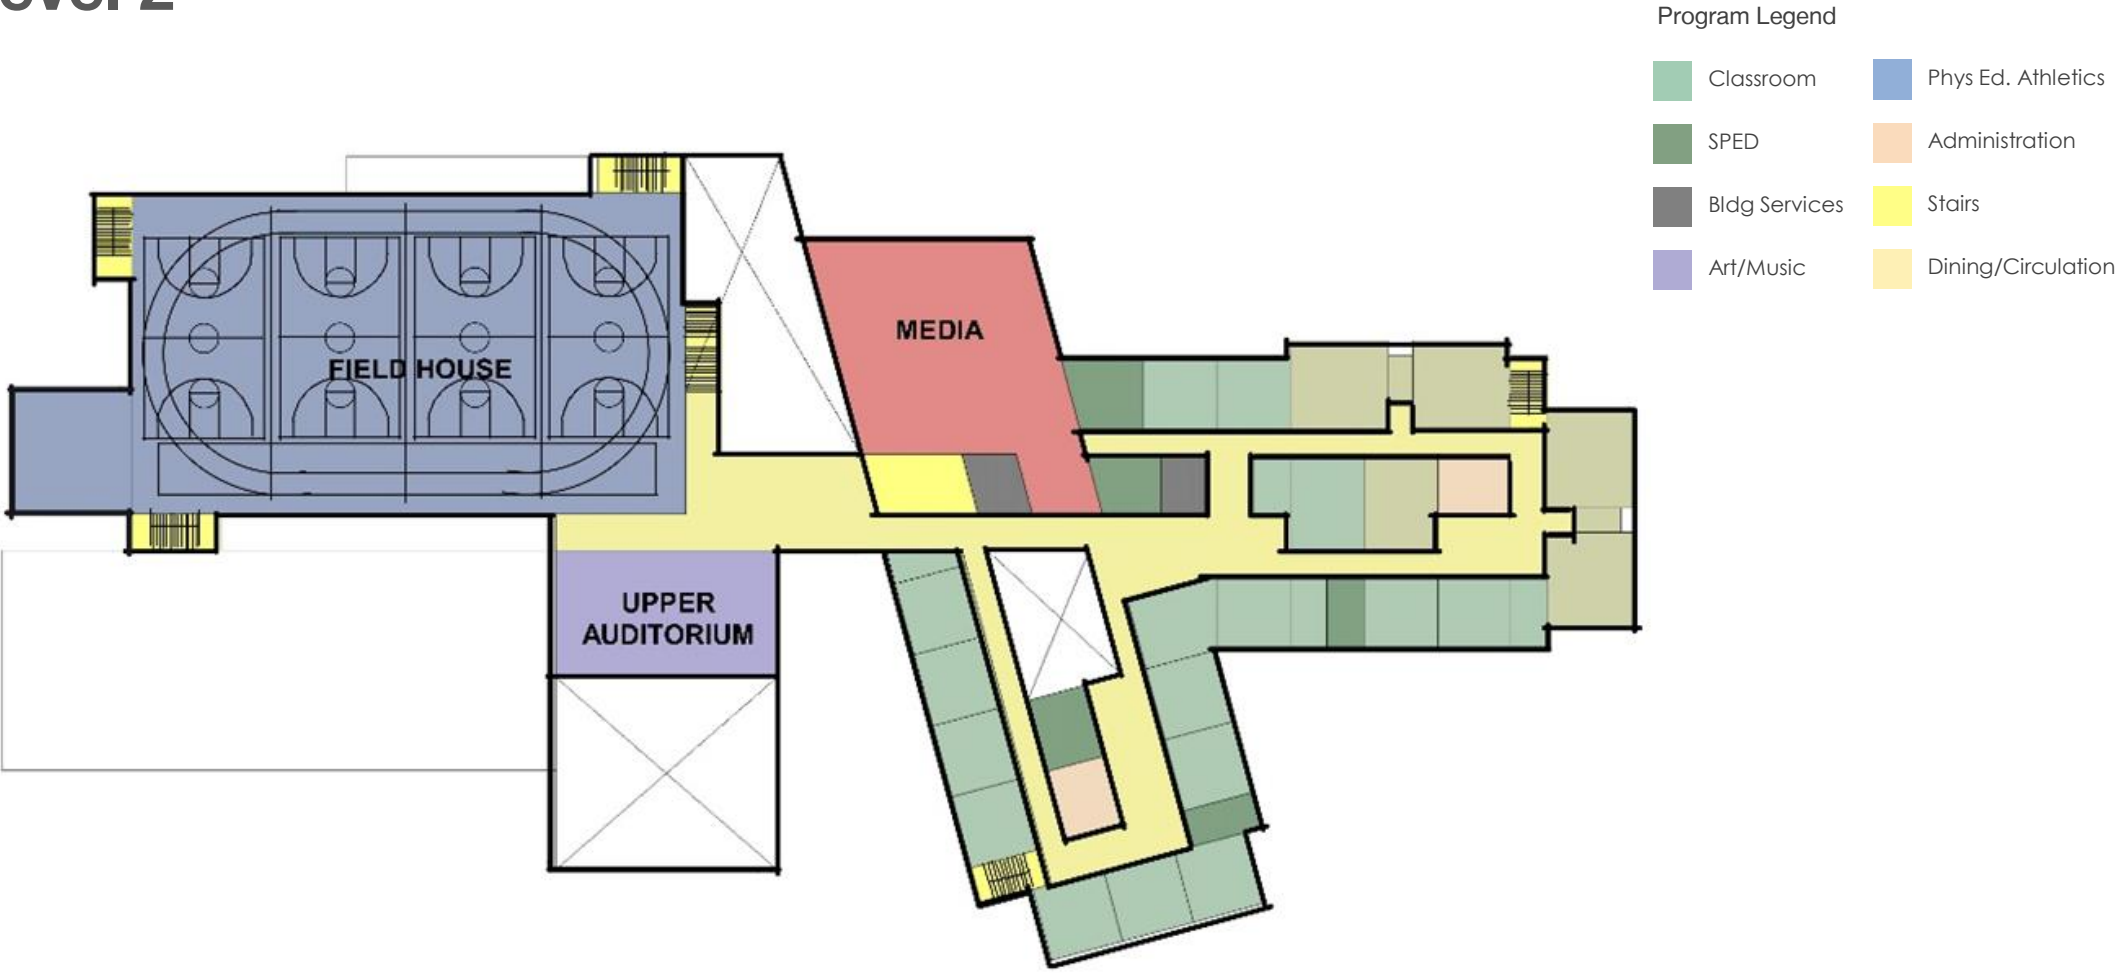 Program Legend
Classroom
Phys Ed. Athletics
SPED
Administration
Bldg Services
Stairs
Art/Music
Dining/Circulation
MEDIA
FIELD HOUSE
UPPER
AUDITORIUM